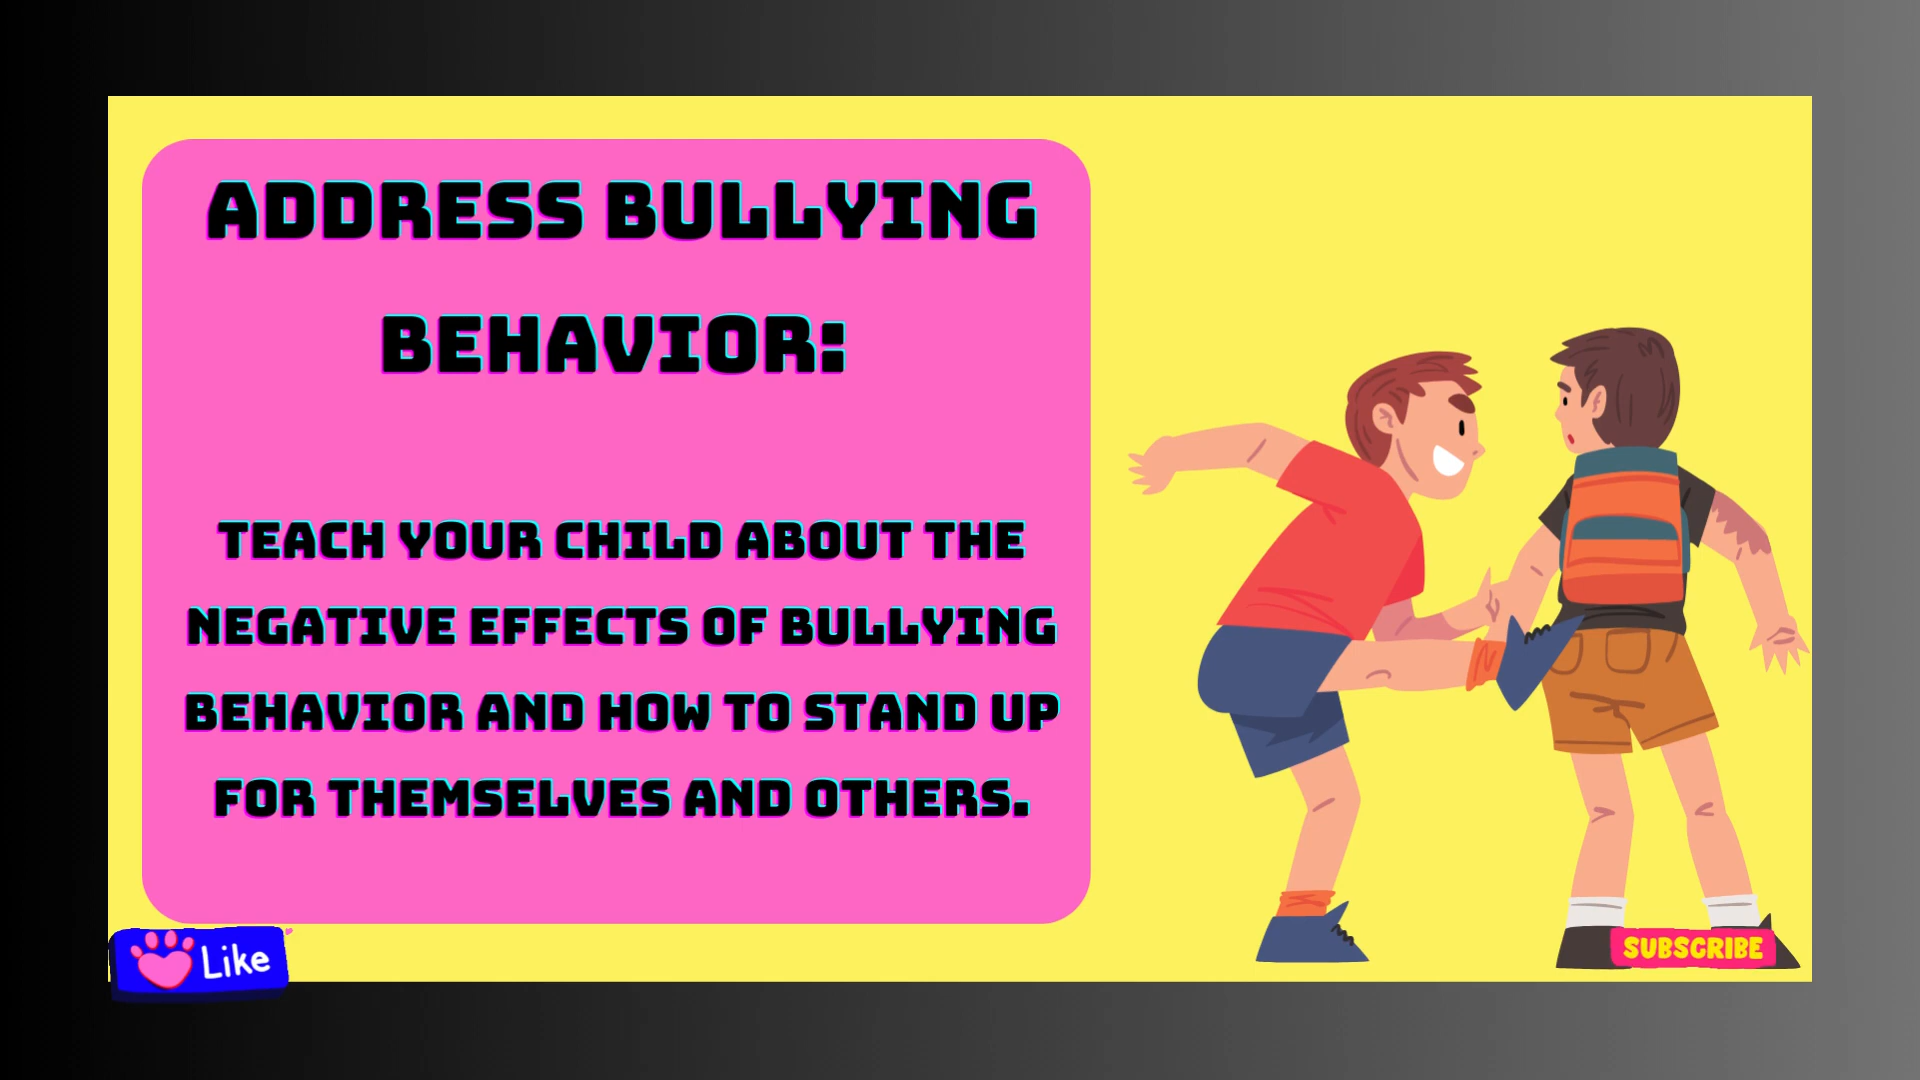 ADDRESS BULLYING
BEHAVIOR:
TEACH YOUR CHILD ABOUT THE
NEGATIVE EFFECTS OF BULLYING
BEHAVIOR AND HOW TO STAND UP
FOR THEMSELVES AND OTHERS.
Like
SUBSCRIBE